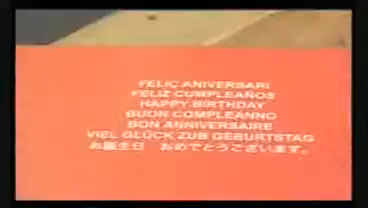 FELIC ANIVERSARI
FELIZ CUMPLEAÑOS
HAPPY BIRTHDAY
BUON COMPLEANNO
BON ANNIVERSAIRE
VIEL GLÜCK ZUB GEBURTSTAG
お誕生日　おめでとうございます。